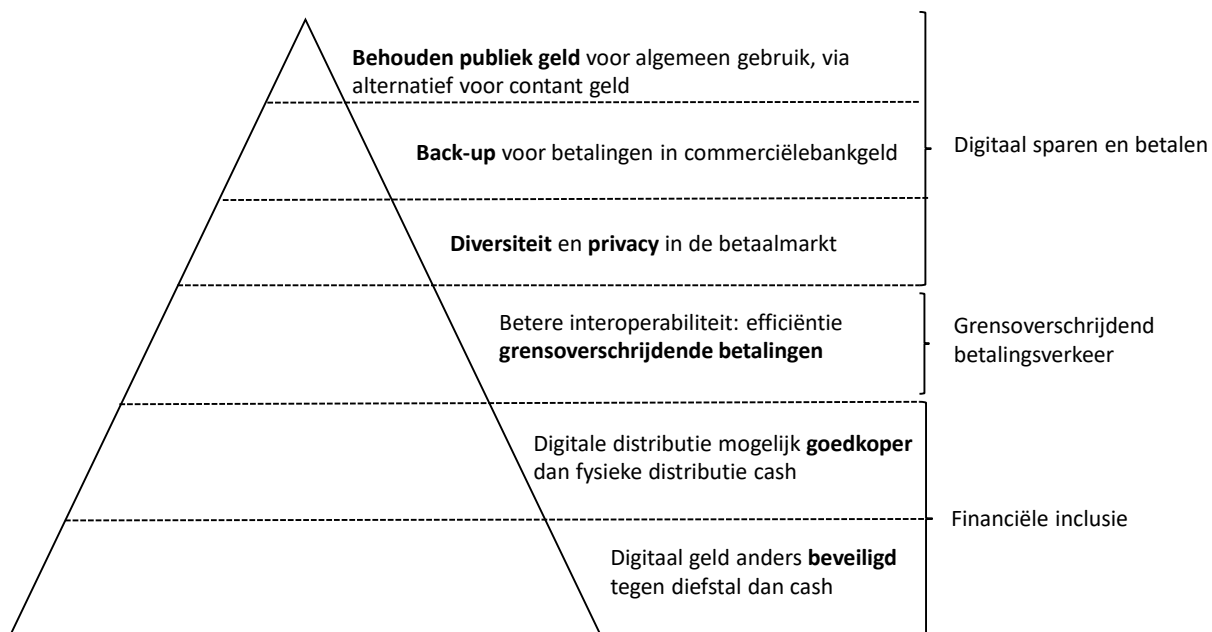 Behouden publiek geld voor algemeen gebruik, via
alternatief voor contant geld
Back-up voor betalingen in commerciëlebankgeld
Diversiteit en privacy in de betaalmarkt
Digitaal sparen en betalen
Betere interoperabiliteit: efficiëntie
grensoverschrijdende betalingen
Grensoverschrijdend
betalingsverkeer
Digitale distributie mogelijk goedkoper
dan fysieke distributie cash
Digitaal geld anders beveiligd
tegen diefstal dan cash
Financiële inclusie